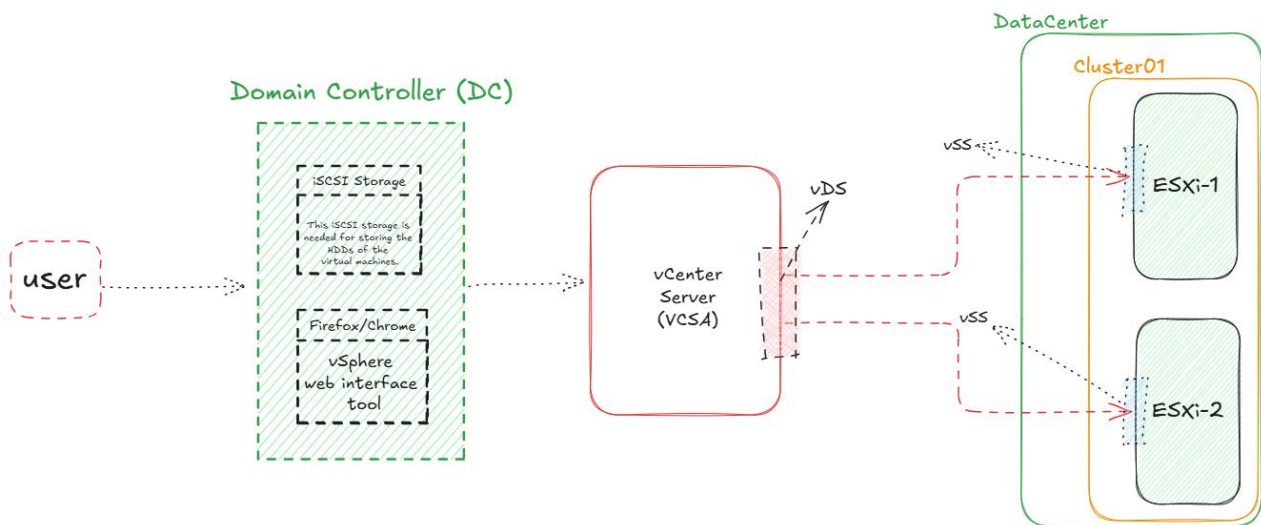 DataCenter
Cluster01
Domain Controller (DC)
iSCSI Storage
This iSCSI storage is
needed for storing the
HDDs of the
virtual machines.
Firefox/Chrome
vSphere
web interface
tool
user
vCenter
Server
(VCSA)
vDS
vSS
ESXi-1
vSS
ESXi-2